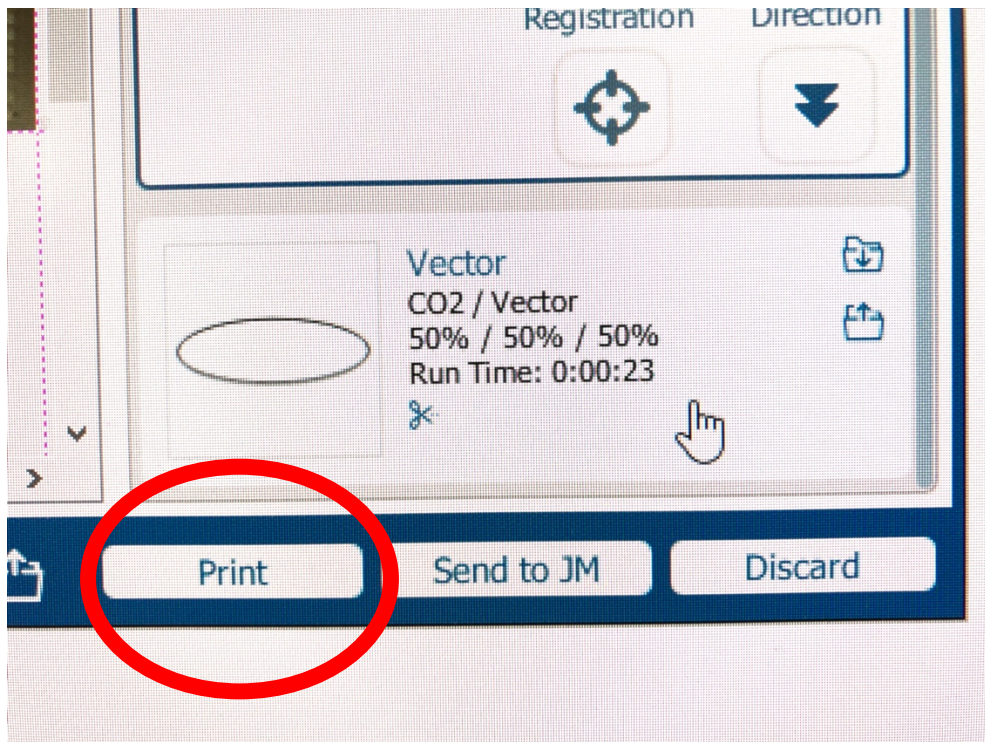 Registration Direction
Vector
CO2 / Vector
50% / 50% / 50%
Run Time: 0:00:23
Print Send to JM Discard